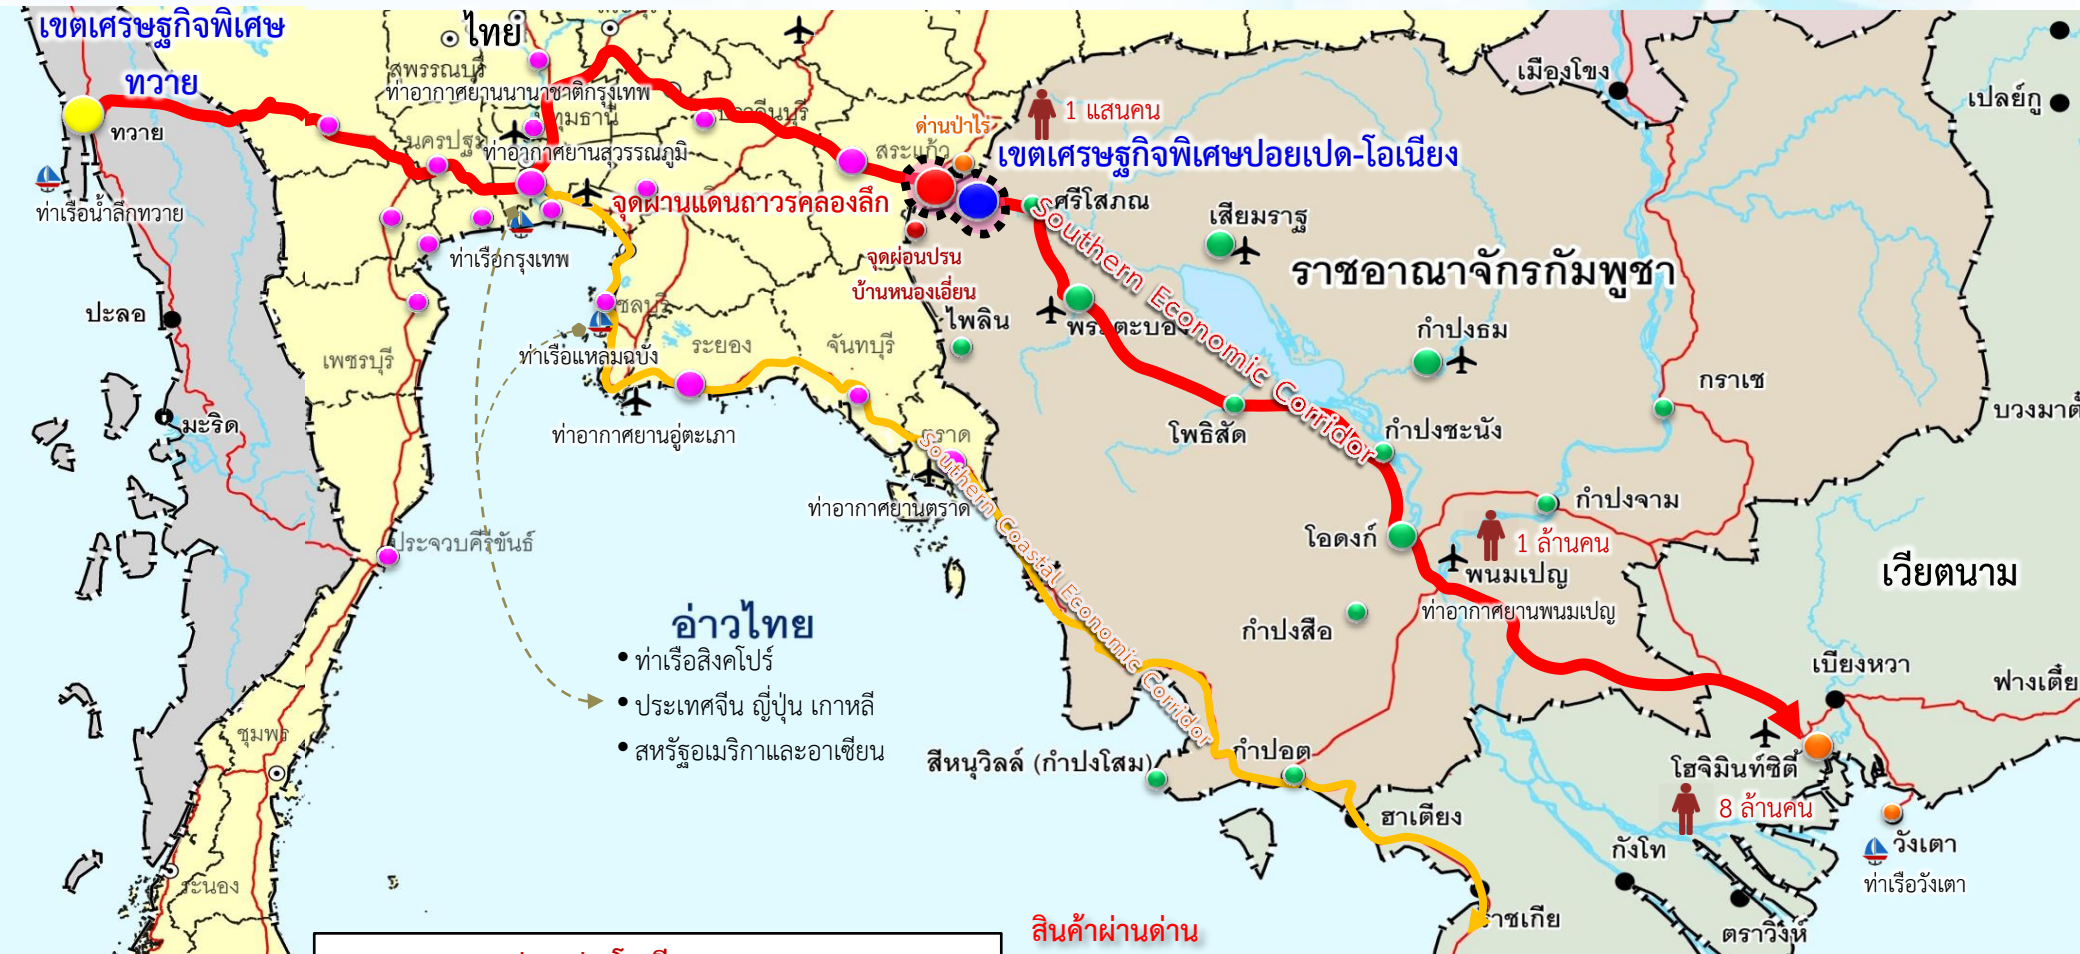 เขตเศรษฐกิจพิเศษ
ทวาย
ไทย
สุพรรณบุรี
ท่าอากาศยานนานาชาติกรุงเทพ
ทวาย
ท่าเรือน้ำลึกทวาย
ท่าอากาศยานสุวรรณภูมิ
สระแก้ว
ด่านป่าไร่
1 แสนคน
เขตเศรษฐกิจพิเศษปอยเปต-โอเนียง
จุดผ่านแดนถาวรคลองลึก
ศรีโสภณ
เสียมราฐ
เมืองโขง
เปลย์กู
ท่าเรือกรุงเทพ
จุดผ่อนปรน
บ้านหนองเอี่ยน
ราชอาณาจักรกัมพูชา
Southern Economic Corridor
ปะลอ
ชลบุรี
ไพลิน
พระตะบอง
กำปงธม
เพชรบุรี
ท่าเรือแหลมฉบัง
ระยอง
จันทบุรี
กราเช
มะริด
ท่าอากาศยานอู่ตะเภา
ตราด
โพธิสัด
กำปงชะนัง
ท่าอากาศยานตราด
Southern Coastal Economic Corridor
กำปงจาม
โอดงก์
1 ล้านคน
ประจวบคีรีขันธ์
พนมเปญ
เวียตนาม
ท่าอากาศยานพนมเปญ
กำปงสือ
อ่าวไทย
• ท่าเรือสิงคโปร์
• ประเทศจีน ญี่ปุ่น เกาหลี
• สหรัฐอเมริกาและอาเซียน
เบียงหวา
ชุมพร
สีหนุวิลล์ (กำปงโสม)
กำปอต
โฮจิมินท์ซิตี้
8 ล้านคน
ฮาเตียง
กังโท
วังเตา
ท่าเรือวังเตา
ระนอง
ราชเกีย
ตราวิงห์
สินค้าผ่านด่าน